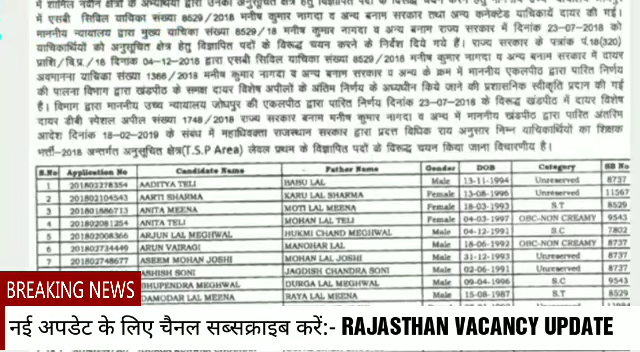 में शामिल नवीन क्षेत्रों के अभ्यर्थियों द्वारा उनको अनुसूचित क्षेत्र हेतु विज्ञापित पदों के विरूद्ध चयन करने
में एसबी सिविल याचिका संख्या 8529/2018 मनीष कुमार नागदा व अन्य बनाम सरकार तथा अन्य कनेक्टेड याचिकायें दायर की गई।
माननीय न्यायालय द्वारा मुख्य याचिका संख्या 8529/18 मनीष कुमार नागदा व अन्य बनाम राज्य सरकार में दिनांक 23-07-2018 को
याचिकार्थियों को अनुसूचित क्षेत्र हेतु विज्ञापित पदों के विरूद्ध चयन करने के निर्देश दिये गये हैं। राज्य सरकार के पत्रांक प.18(320)
प्राशि/वि.प्र./18 दिनांक 04-12-2018 द्वारा एसबी सिविल याचिका संख्या 8529/2018 मनीष कुमार नागदा व अन्य बनाम सरकार में दायर
अवमानना याचिका संख्या 1366/2018 मनीष कुमार नागदा व अन्य बनाम सरकार व अन्य के क्रम में माननीय एकलपीठ द्वारा पारित निर्णय
की पालना विभाग द्वारा खंडपीठ के समक्ष दायर विशेष अपीलों के अंतिम निर्णय के अध्यधीन किये जाने की प्रशासनिक स्वीकृति प्रदान की गई
है। विभाग द्वारा माननीय उच्च न्यायालय जोधपुर की एकलपीठ द्वारा पारित निर्णय दिनांक 23-07-2018 के विरूद्ध खंडपीठ में दायर विशेष
दायर डीबी स्पेशल अपील संख्या 1748/2018 राज्य सरकार बनाम मनीष कुमार नागदा व अन्य में माननीय खंडपीठ द्वारा पारित अंतरिम
आदेश दिनांक 18-02-2019 के संबंध में महाधिवक्ता राजस्थान सरकार द्वारा प्रदत्त विधिक राय अनुसार निम्न याचिकार्थियों का शिक्षक
भर्ती-2018 अन्तर्गत अनुसूचित क्षेत्र(T.S.P Area) लेवल प्रथम के विज्ञापित पदों के विरूद्ध चयन किया जाना विचारणीय है।
S.No Application No Candidate Name Father Name Gender DOB Category SB No
1 201802278354 AADITYA TELI BABU LAL Male 13-11-1994 Unreserved 8737
2 201802104543 AARTI SHARMA KARU LAL SHARMA Female 13-08-1996 Unreserved 11567
3 201801886713 ANITA MEENA MOTI LAL MEENA Female 18-03-1993 S.T 8529
4 201802081254 ANITA TELI MOHAN LAL TELI Female 04-03-1997 OBC-NON CREAMY 9543
5 201802008366 ARJUN LAL MEGHWAL HUKMI CHAND MEGHWAL Male 04-12-1991 S.C 7802
6 201802734449 ARUN VAIRAGI MANOHAR LAL Male 18-06-1992 OBC-NON CREAMY 8737
7 201802748677 ASEEM MOHAN JOSHI MOHAN LAL JOSHI Male 31-12-1993 Unreserved 8737
ASHISH SONI JAGDISH CHANDRA SONI Male 02-06-1991 Unreserved 8737
BHUPENDRA MEGHWAL DURGA LAL MEGHWAL Male 09-04-1996 S.C 9543
DAMODAR LAL MEENA RAYA LAL MEENA Male 15-08-1987 S.T 8529
BREAKING NEWS
नई अपडेट के लिए चैनल सब्सक्राइब करें:- RAJASTHAN VACANCY UPDATE